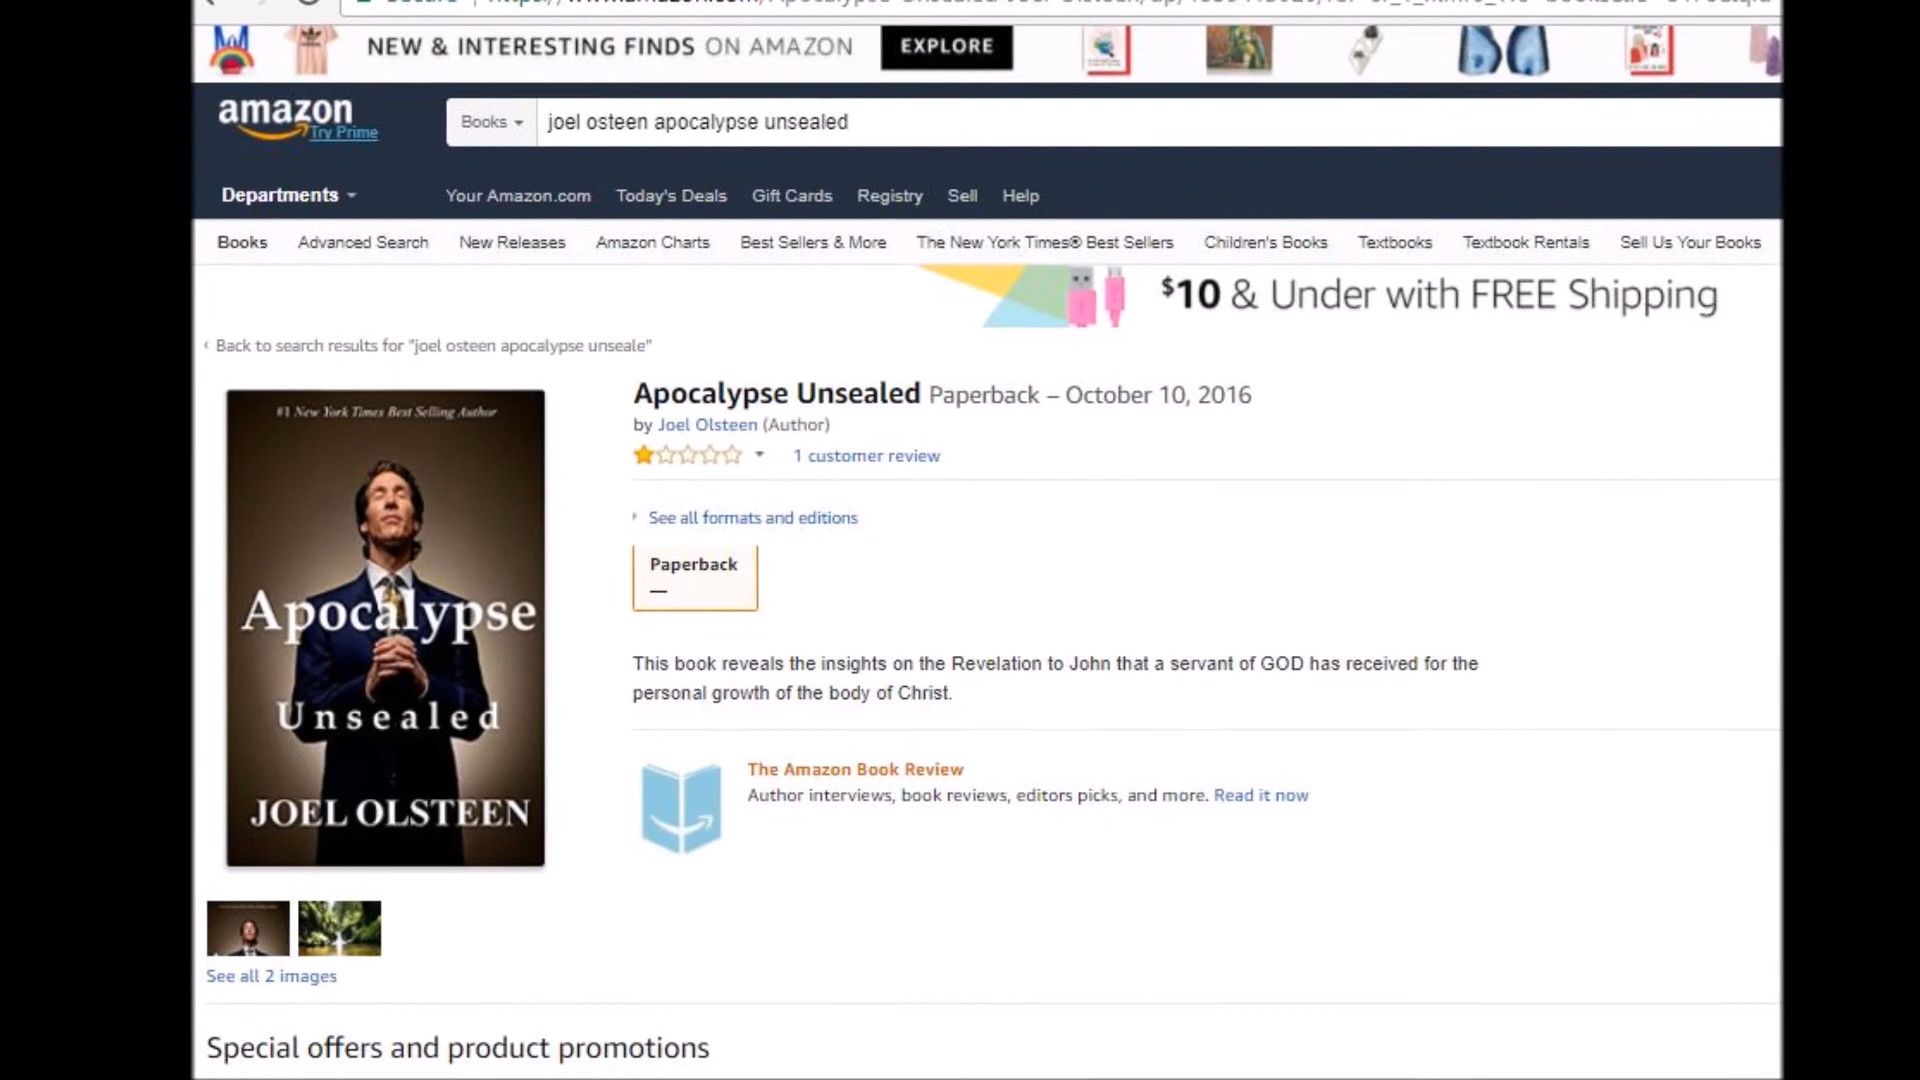 NEW & INTERESTING FINDS ON AMAZON
EXPLORE
amazon
Try Prime
Books
joel osteen apocalypse unsealed
Departments
Your Amazon.com Today's Deals Gift Cards Registry Sell Help
Books Advanced Search New Releases Amazon Charts Best Sellers & More The New York Times® Best Sellers Children's Books Textbooks Textbook Rentals Sell Us Your Books
$10 & Under with FREE Shipping
‹ Back to search results for "joel osteen apocalypse unseale"
#1 New York Times Best Selling Author
Apocalypse
Unsealed
JOEL OLSTEEN
See all 2 images
Apocalypse Unsealed Paperback – October 10, 2016
by Joel Olsteen (Author)
1 customer review
See all formats and editions
Paperback
—
This book reveals the insights on the Revelation to John that a servant of GOD has received for the
personal growth of the body of Christ.
The Amazon Book Review
Author interviews, book reviews, editors picks, and more. Read it now
Special offers and product promotions